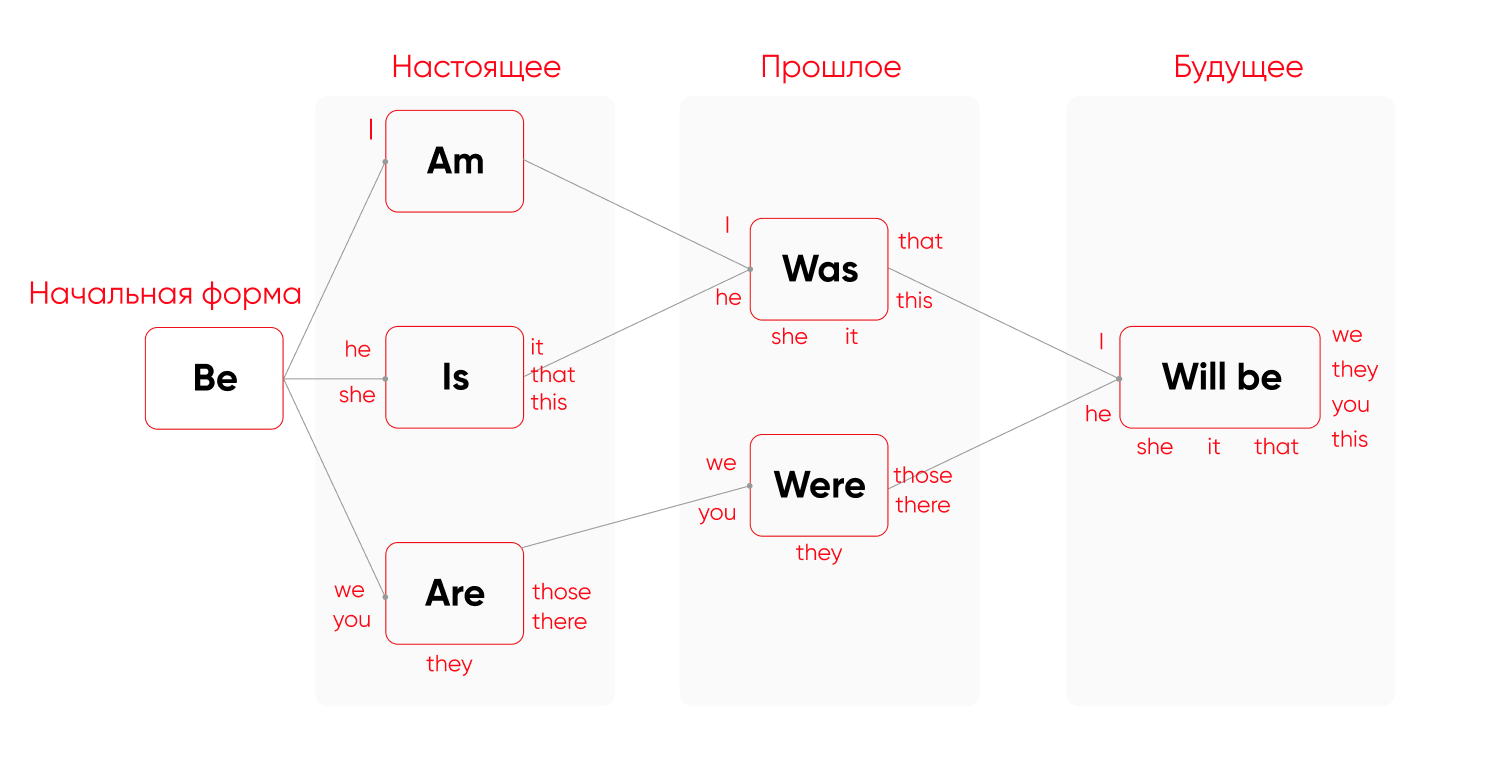 Настоящее
Прошлое
Будущее
Начальная форма
Be
I
Am
he
she
Is
it
that
this
we
you
Are
those
there
they
I
he
Was
that
this
she it
we
you
Were
those
there
they
I
he
Will be
we
they
you
this
she it that